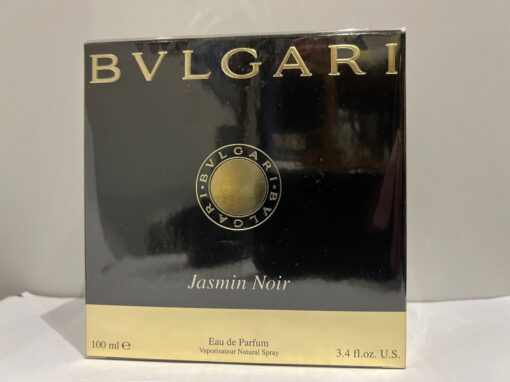 BVLGARI
BVLGARI · BVLGARI ·
Jasmin Noir
Eau de Parfum
Vaporisateur Natural Spray
100 ml ℮
3.4 fl.oz. U.S.